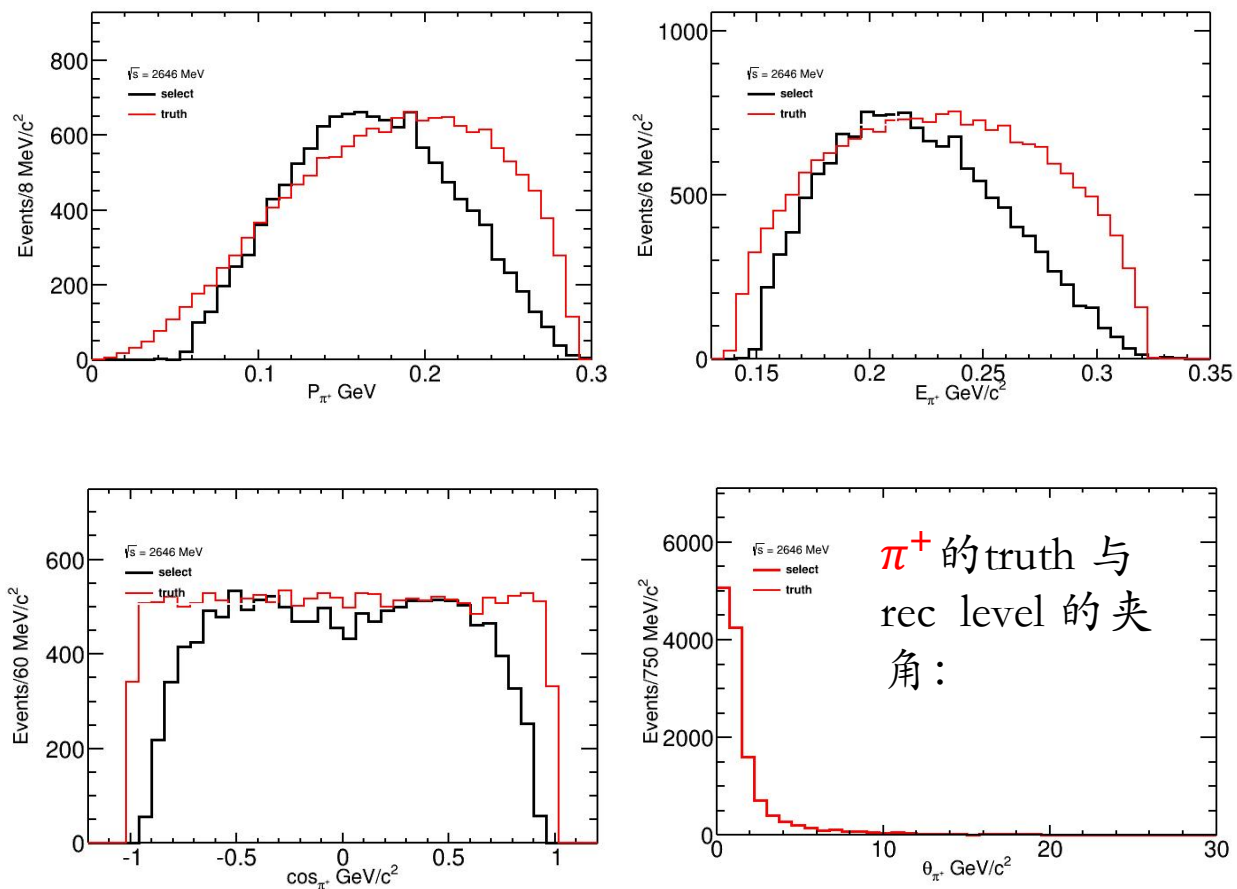 800
600
400
200
0
Events/8 MeV/c²
√s = 2646 MeV
select
truth
0 0.1 0.2 0.3
P_π⁺ GeV
1000
500
0
Events/6 MeV/c²
√s = 2646 MeV
select
truth
0.15 0.2 0.25 0.3 0.35
E_π⁺ GeV/c²
600
400
200
0
Events/60 MeV/c²
√s = 2646 MeV
select
truth
-1 -0.5 0 0.5 1
cos_π⁺ GeV/c²
6000
4000
2000
0
Events/750 MeV/c²
√s = 2646 MeV
select
truth
π⁺ 的truth 与
rec level 的夹
角：
0 10 20 30
θ_π⁺ GeV/c²